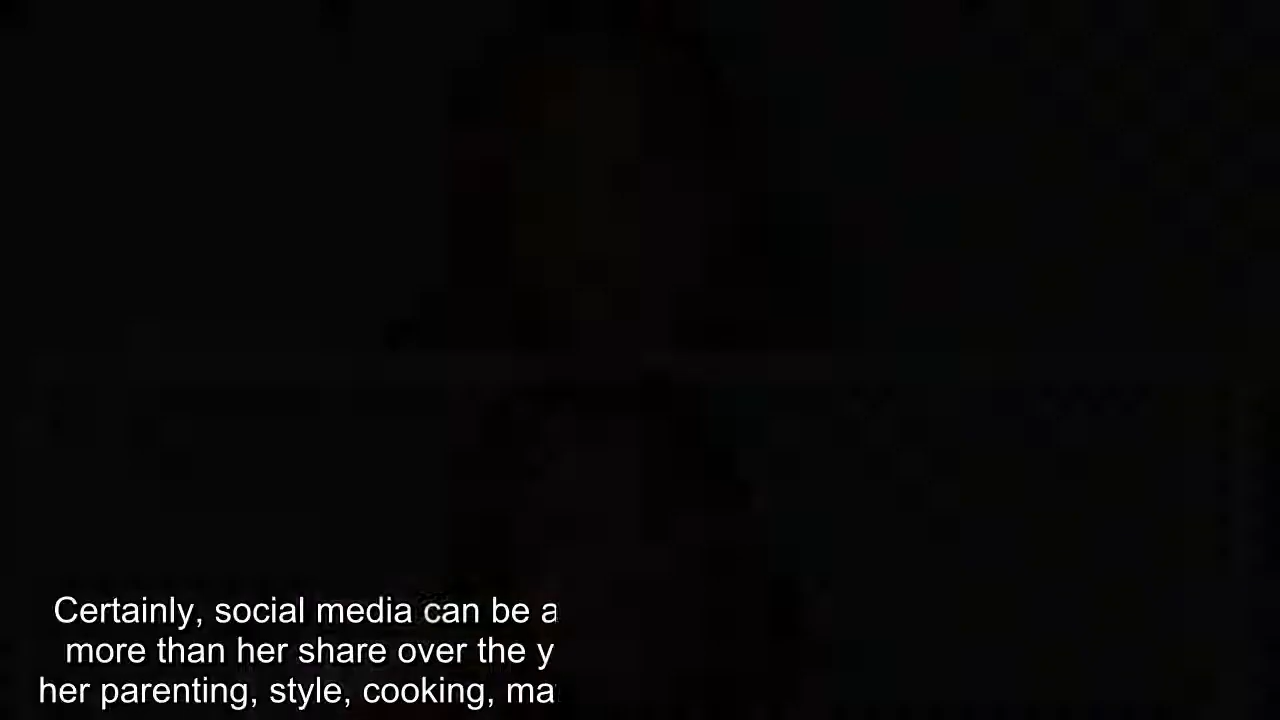 Certainly, social media can be a
more than her share over the y
her parenting, style, cooking, ma